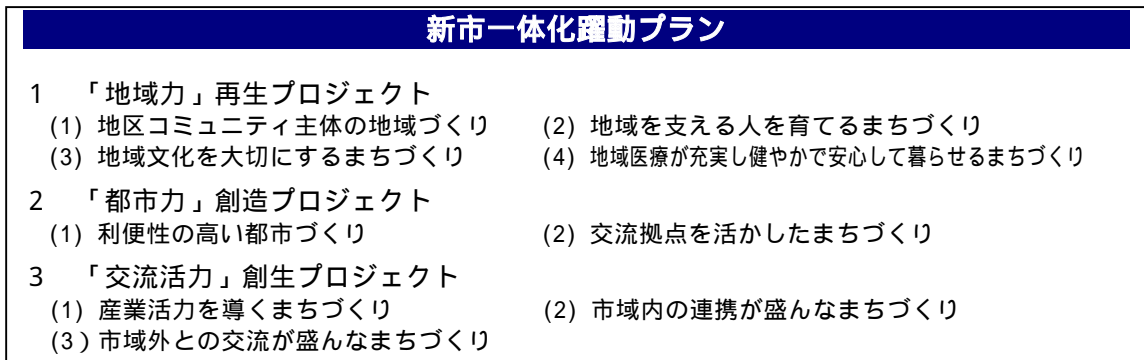 新市一体化躍動プラン
1 「地域力」再生プロジェクト
(1) 地区コミュニティ主体の地域づくり (2) 地域を支える人を育てるまちづくり
(3) 地域文化を大切にするまちづくり (4) 地域医療が充実し健やかで安心して暮らせるまちづくり
2 「都市力」創造プロジェクト
(1) 利便性の高い都市づくり (2) 交流拠点を活かしたまちづくり
3 「交流活力」創生プロジェクト
(1) 産業活力を導くまちづくり (2) 市域内の連携が盛んなまちづくり
(3）市域外との交流が盛んなまちづくり